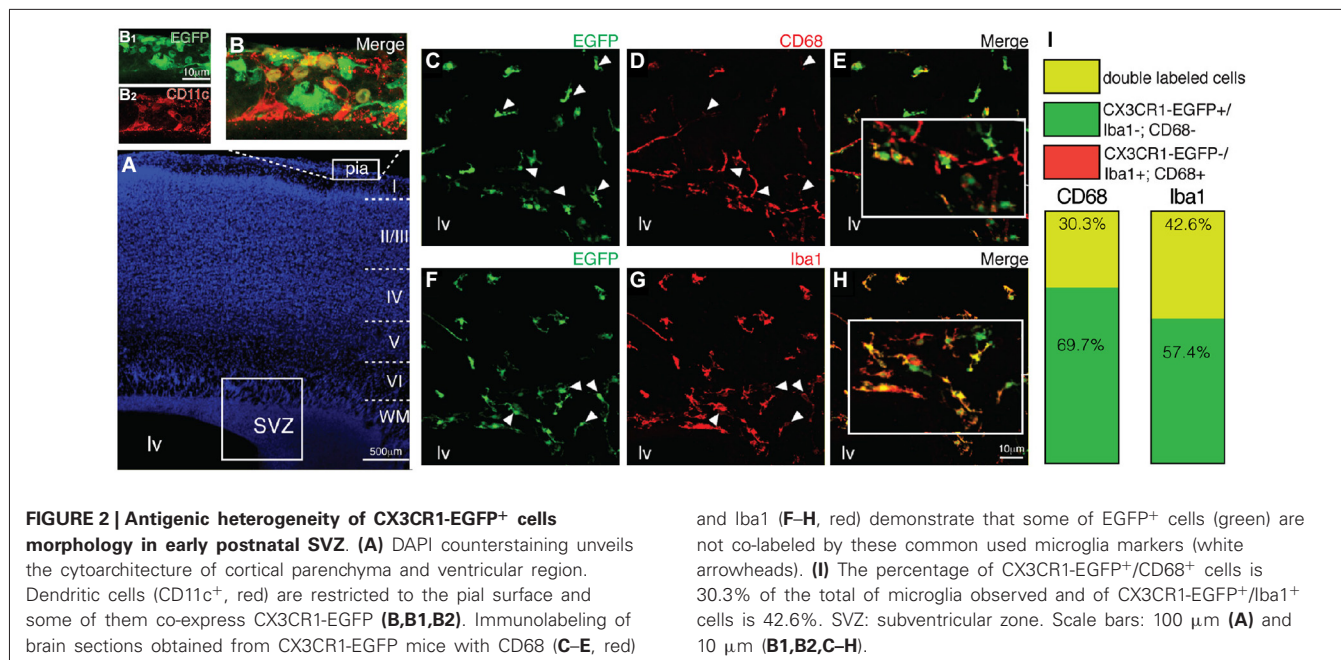 B1 EGFP
10μm
B2 CD11c
B Merge
A
pia
I
II/III
IV
V
VI
WM
SVZ
lv
500μm
EGFP CD68 Merge
C D E
lv lv lv
EGFP Iba1 Merge
F G H
lv lv lv
10μm
I
double labeled cells
CX3CR1-EGFP+/
Iba1-; CD68-
CX3CR1-EGFP-/
Iba1+; CD68+
CD68 Iba1
30.3% 42.6%
69.7% 57.4%
FIGURE 2 | Antigenic heterogeneity of CX3CR1-EGFP+ cells
morphology in early postnatal SVZ. (A) DAPI counterstaining unveils
the cytoarchitecture of cortical parenchyma and ventricular region.
Dendritic cells (CD11c+, red) are restricted to the pial surface and
some of them co-express CX3CR1-EGFP (B,B1,B2). Immunolabeling of
brain sections obtained from CX3CR1-EGFP mice with CD68 (C–E, red)
and Iba1 (F–H, red) demonstrate that some of EGFP+ cells (green) are
not co-labeled by these common used microglia markers (white
arrowheads). (I) The percentage of CX3CR1-EGFP+/CD68+ cells is
30.3% of the total of microglia observed and of CX3CR1-EGFP+/Iba1+
cells is 42.6%. SVZ: subventricular zone. Scale bars: 100 μm (A) and
10 μm (B1,B2,C–H).